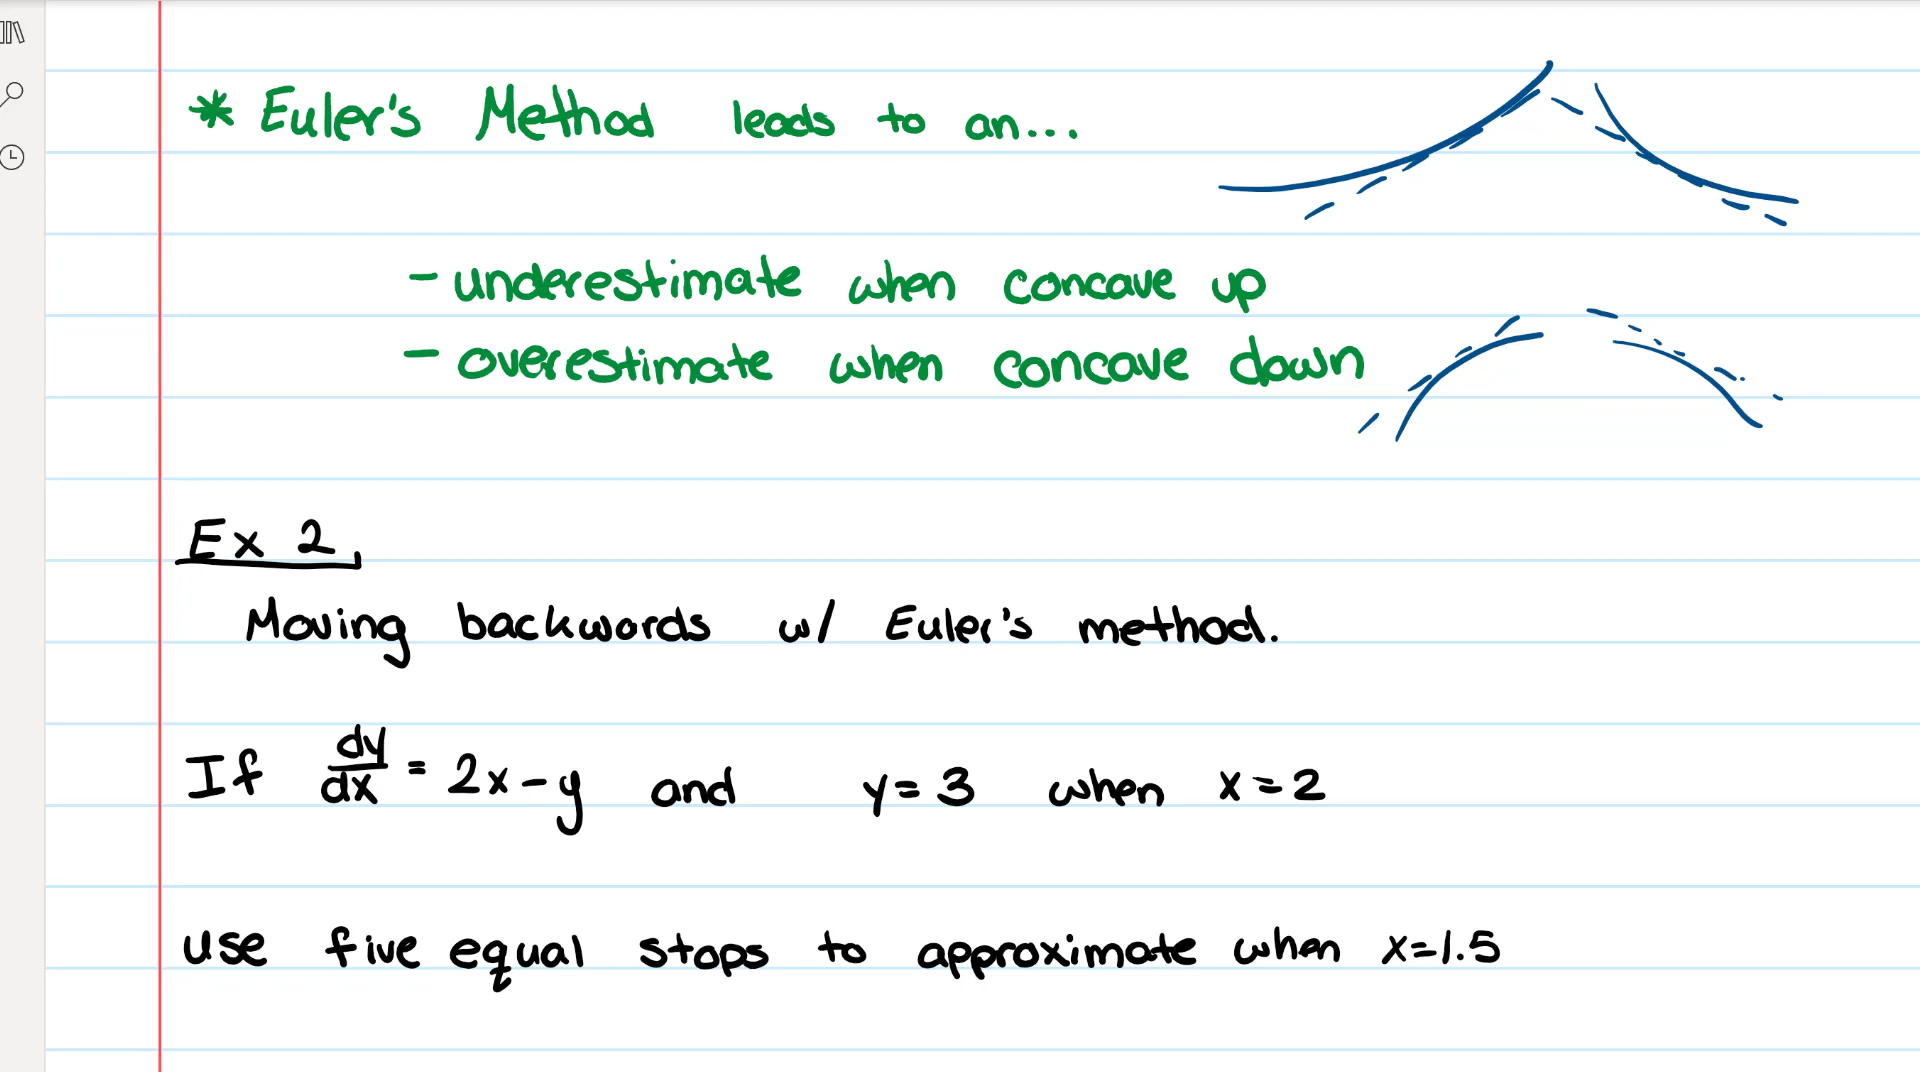 * Euler's Method leads to an...
- underestimate when concave up
- overestimate when concave down
Ex 2,
Moving backwords w/ Euler's method.
If dy/dx = 2x - y and y = 3 when x = 2
use five equal stops to approximate when x=1.5